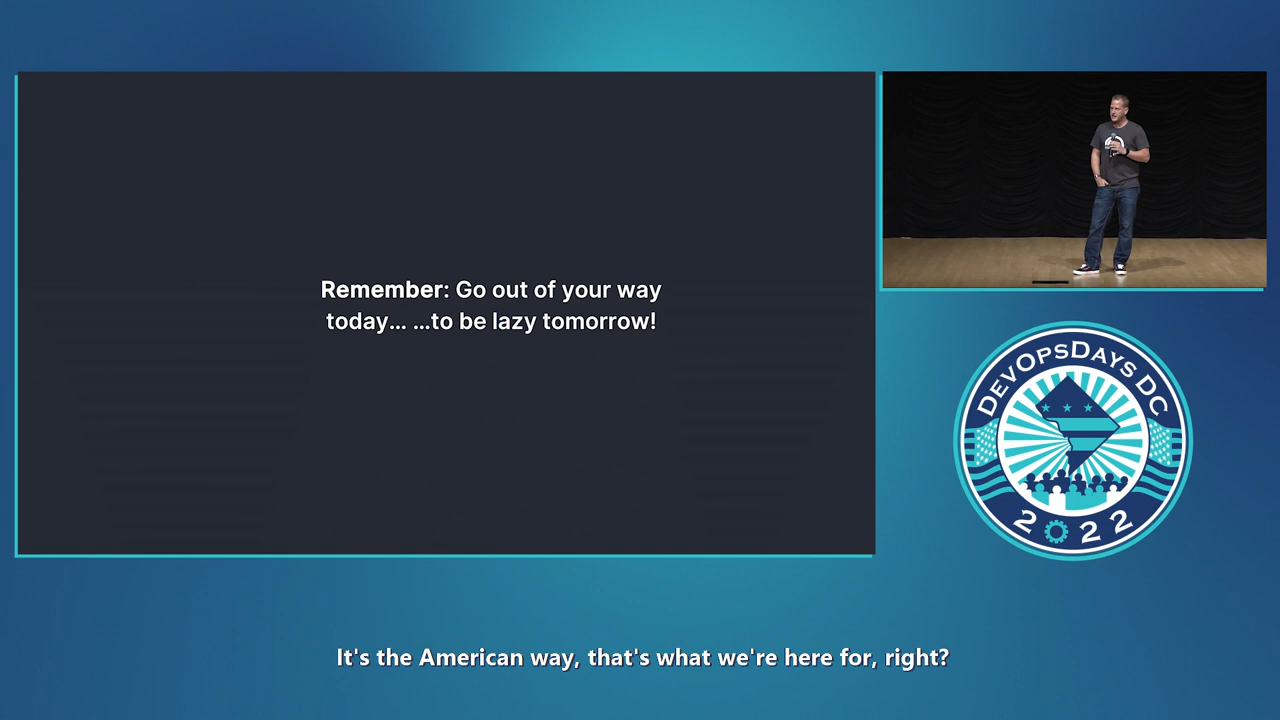 Remember: Go out of your way
today... ...to be lazy tomorrow!
DEVOPSDAYS DC
2022
It's the American way, that's what we're here for, right?